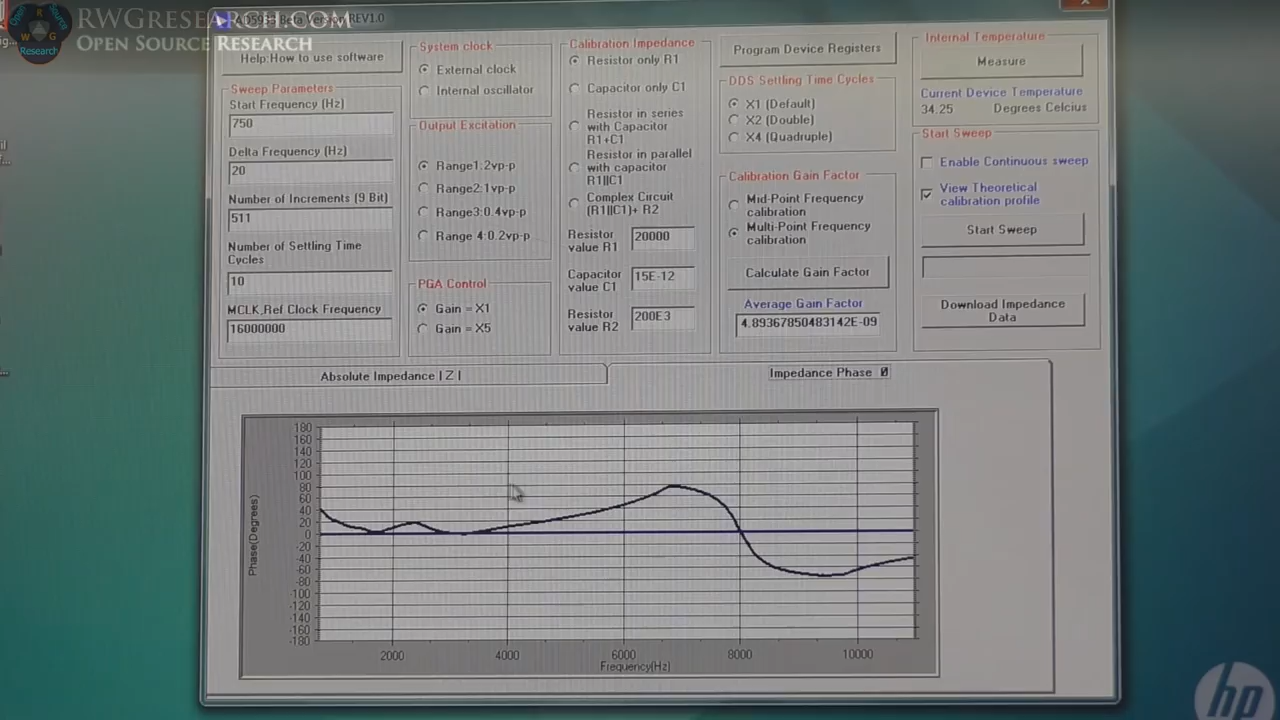 RWGresearch.com
Open Source Research
Open Source
R
W G
Research
AD5933 Beta Version REV1.0
Help:How to use software
Sweep Parameters
Start Frequency (Hz)
750
Delta Frequency (Hz)
20
Number of Increments (9 Bit)
511
Number of Settling Time
Cycles
10
MCLK,Ref Clock Frequency
16000000
System clock
External clock
Internal oscillator
Output Excitation
Range1:2vp-p
Range2:1vp-p
Range3:0.4vp-p
Range 4:0.2vp-p
PGA Control
Gain = X1
Gain = X5
Calibration Impedance
Resistor only R1
Capacitor only C1
Resistor in series
with Capacitor
R1+C1
Resistor in parallel
with capacitor
R1||C1
Complex Circuit
(R1||C1)+ R2
Resistor
value R1
20000
Capacitor
value C1
15E-12
Resistor
value R2
200E3
Program Device Registers
DDS Settling Time Cycles
X1 (Default)
X2 (Double)
X4 (Quadruple)
Calibration Gain Factor
Mid-Point Frequency
calibration
Multi-Point Frequency
calibration
Calculate Gain Factor
Average Gain Factor
4.89367850483142E-09
Internal Temperature
Measure
Current Device Temperature
34.25 Degrees Celcius
Start Sweep
Enable Continuous sweep
View Theoretical
calibration profile
Start Sweep
Download Impedance
Data
Absolute Impedance | Z |
Impedance Phase Ø
180
160
140
120
100
80
60
40
20
0
-20
-40
-60
-80
-100
-120
-140
-160
-180
Phase(Degrees)
2000 4000 6000 8000 10000
Frequency(Hz)
hp